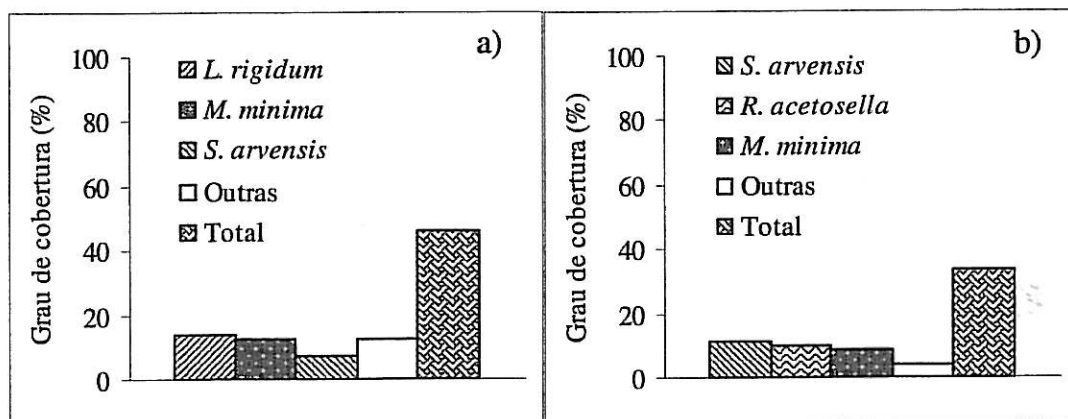 a)
Grau de cobertura (%)
100
80
60
40
20
0
L. rigidum
M. minima
S. arvensis
Outras
Total
b)
Grau de cobertura (%)
100
80
60
40
20
0
S. arvensis
R. acetosella
M. minima
Outras
Total